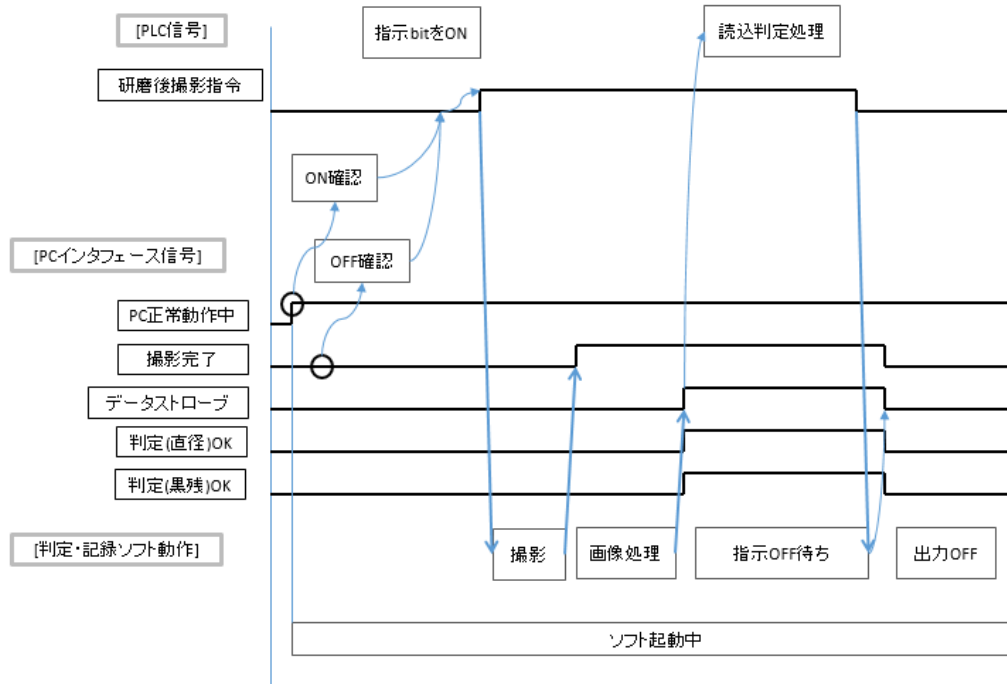 [PLC信号]
指示bitをON
読込判定処理
研磨後撮影指令
ON確認
[PCインタフェース信号]
OFF確認
PC正常動作中
撮影完了
データストローブ
判定(直径)OK
判定(黒残)OK
[判定・記録ソフト動作]
撮影
画像処理
指示OFF待ち
出力OFF
ソフト起動中